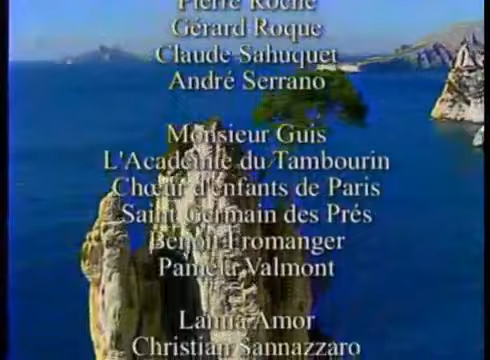 Pierre Roche
Gérard Roque
Claude Sahuquet
André Serrano
Monsieur Guis
L'Académie du Tambourin
Chœur d'enfants de Paris
Saint Germain des Prés
Benoît Fromanger
Paméla Valmont
Lamia Amor
Christian Sannazzaro